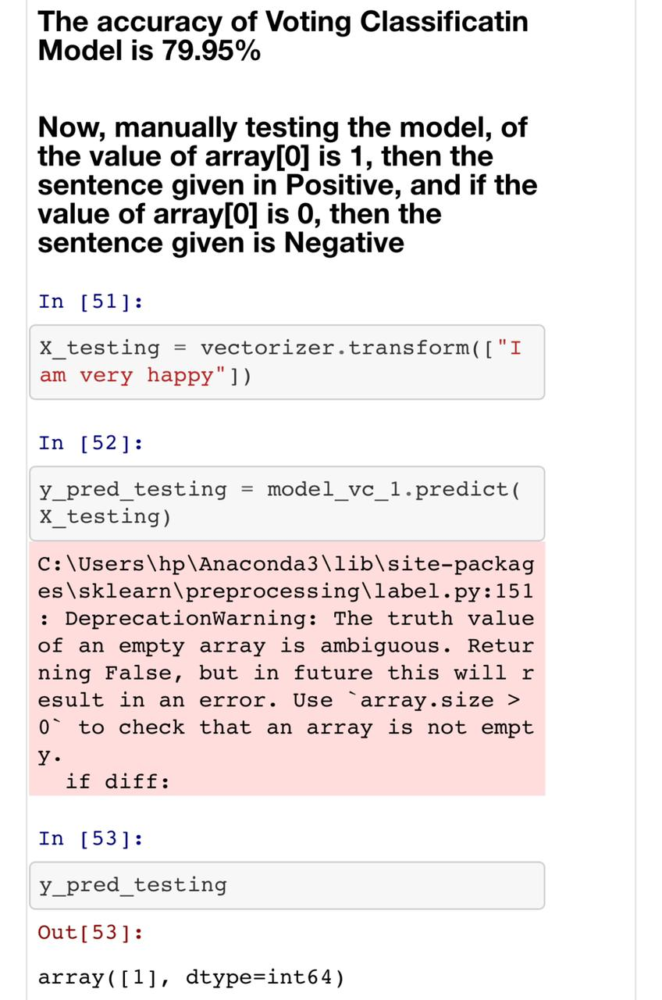 The accuracy of Voting Classificatin
Model is 79.95%
Now, manually testing the model, of
the value of array[0] is 1, then the
sentence given in Positive, and if the
value of array[0] is 0, then the
sentence given is Negative
In [51]:
X_testing = vectorizer.transform(["I
am very happy"])
In [52]:
y_pred_testing = model_vc_1.predict(
X_testing)
C:\Users\hp\Anaconda3\lib\site-packag
es\sklearn\preprocessing\label.py:151
: DeprecationWarning: The truth value
of an empty array is ambiguous. Retur
ning False, but in future this will r
esult in an error. Use `array.size >
0` to check that an array is not empt
y.
  if diff:
In [53]:
y_pred_testing
Out[53]:
array([1], dtype=int64)